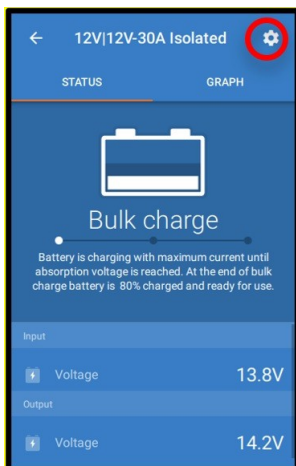 12V|12V-30A Isolated
STATUS GRAPH
Bulk charge
Battery is charging with maximum current until
absorption voltage is reached. At the end of bulk
charge battery is 80% charged and ready for use.
Input
Voltage 13.8V
Output
Voltage 14.2V